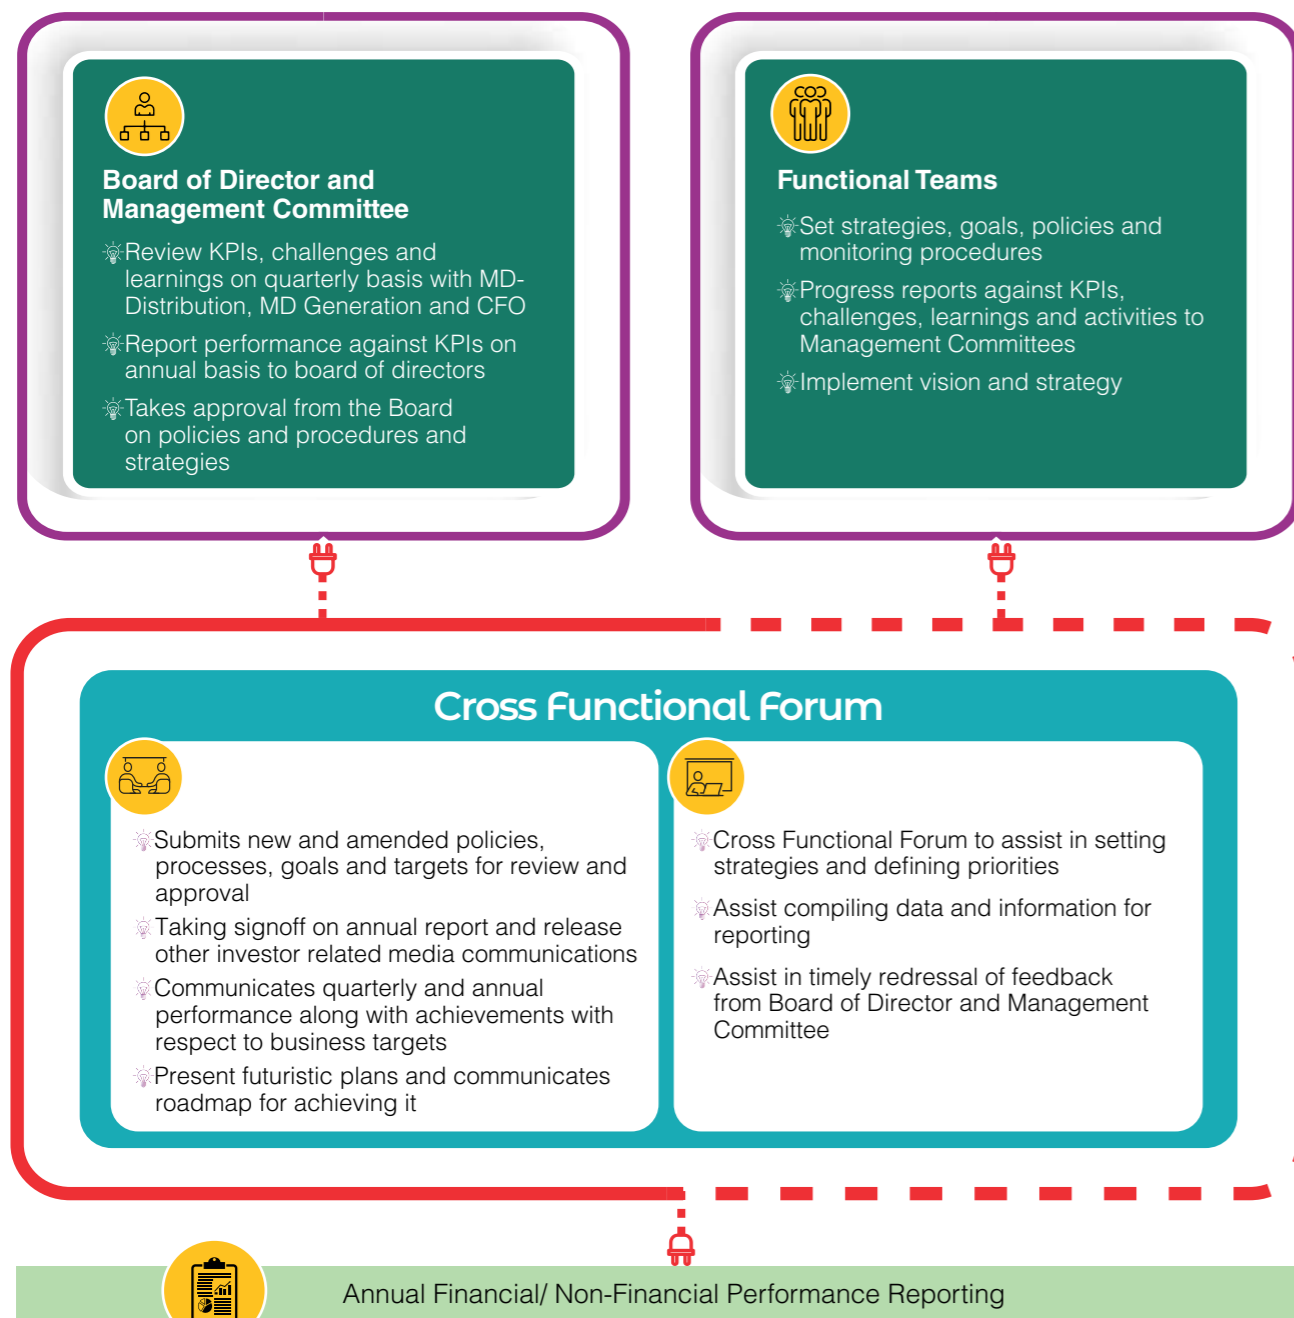 Board of Director and
Management Committee
Review KPIs, challenges and
learnings on quarterly basis with MD-
Distribution, MD Generation and CFO
Report performance against KPIs on
annual basis to board of directors
Takes approval from the Board
on policies and procedures and
strategies
Functional Teams
Set strategies, goals, policies and
monitoring procedures
Progress reports against KPIs,
challenges, learnings and activities to
Management Committees
Implement vision and strategy
Cross Functional Forum
Submits new and amended policies,
processes, goals and targets for review and
approval
Taking signoff on annual report and release
other investor related media communications
Communicates quarterly and annual
performance along with achievements with
respect to business targets
Present futuristic plans and communicates
roadmap for achieving it
Cross Functional Forum to assist in setting
strategies and defining priorities
Assist compiling data and information for
reporting
Assist in timely redressal of feedback
from Board of Director and Management
Committee
Annual Financial/ Non-Financial Performance Reporting